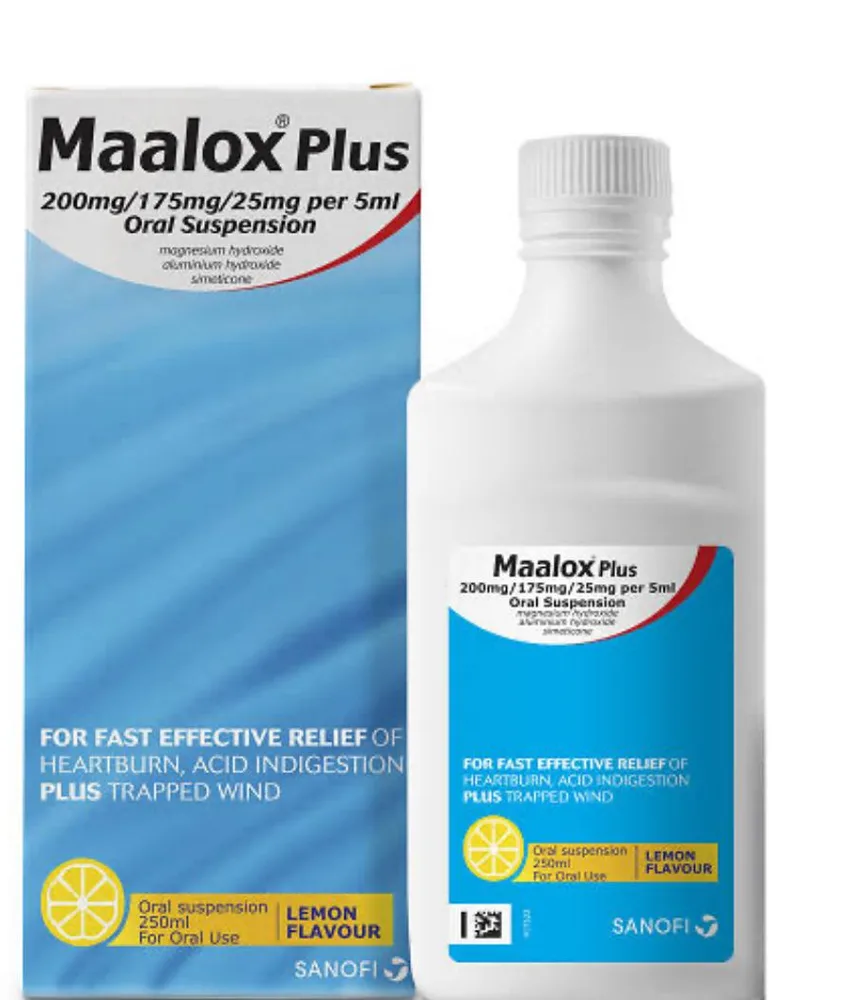 Maalox® Plus
200mg/175mg/25mg per 5ml
Oral Suspension
magnesium hydroxide
aluminium hydroxide
simeticone
FOR FAST EFFECTIVE RELIEF OF
HEARTBURN, ACID INDIGESTION
PLUS TRAPPED WIND
Oral suspension
250ml
For Oral Use
LEMON
FLAVOUR
SANOFI
Maalox® Plus
200mg/175mg/25mg per 5ml
Oral Suspension
magnesium hydroxide
aluminium hydroxide
simeticone
FOR FAST EFFECTIVE RELIEF OF
HEARTBURN, ACID INDIGESTION
PLUS TRAPPED WIND
Oral suspension
250ml
For Oral Use
LEMON
FLAVOUR
SANOFI